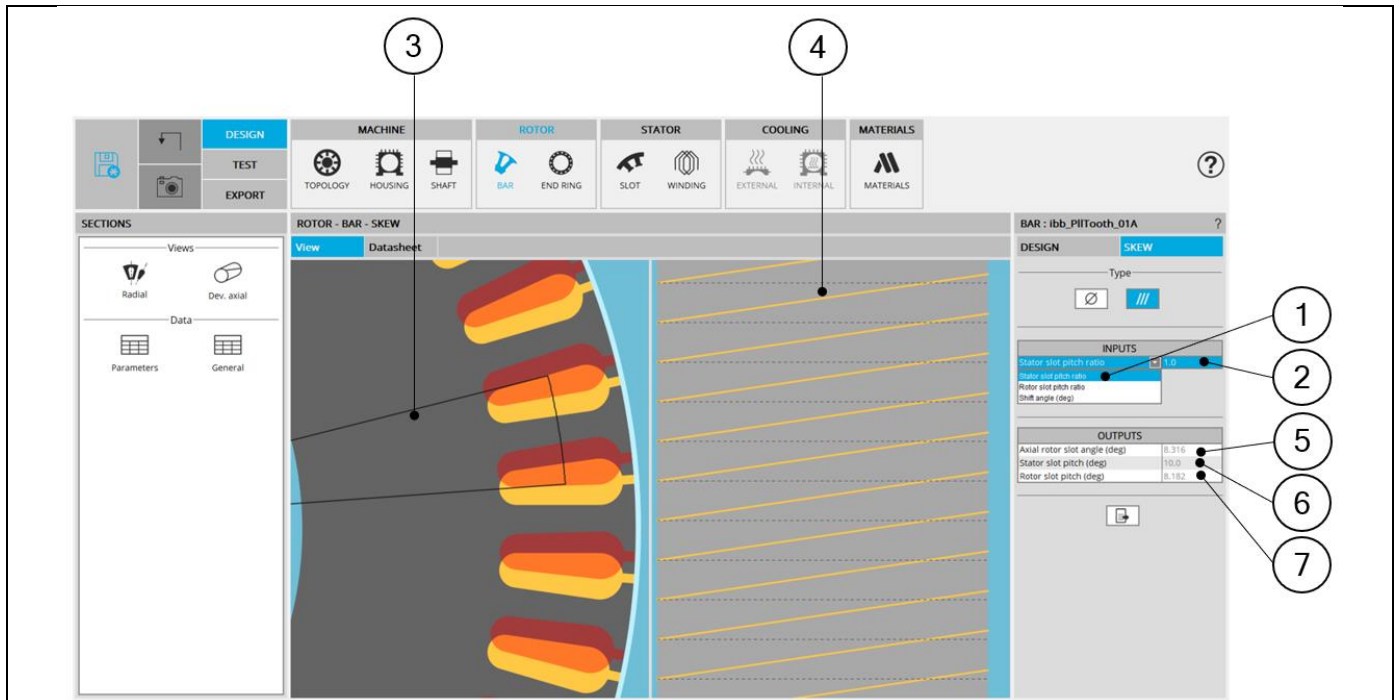 3
4
DESIGN
TEST
EXPORT
MACHINE
TOPOLOGY
HOUSING
SHAFT
ROTOR
BAR
END RING
STATOR
SLOT
WINDING
COOLING
EXTERNAL
INTERNAL
MATERIALS
MATERIALS
?
SECTIONS
Views
Radial
Dev. axial
Data
Parameters
General
ROTOR - BAR - SKEW
View
Datasheet
BAR : ibb_PllTooth_01A
?
DESIGN
SKEW
Type
INPUTS
Stator slot pitch ratio 1.0
Stator slot pitch ratio
Rotor slot pitch ratio
Shift angle (deg)
OUTPUTS
Axial rotor slot angle (deg) 8.316
Stator slot pitch (deg) 10.0
Rotor slot pitch (deg) 8.182
1
2
5
6
7